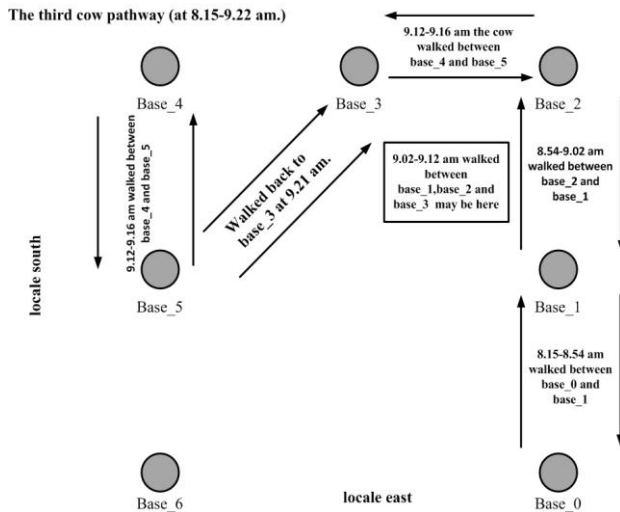 The third cow pathway (at 8.15-9.22 am.)
9.12-9.16 am the cow
walked between
base_4 and base_5
Base_4
Base_3
Base_2
9.12-9.16 am walked between
base_4 and base_5
Walked back to
base_3 at 9.21 am.
9.02-9.12 am walked
between
base_1,base_2 and
base_3 may be here
8.54-9.02 am
walked between
base_2 and
base_1
locale south
Base_5
Base_1
8.15-8.54 am
walked between
base_0 and
base_1
Base_6
locale east
Base_0